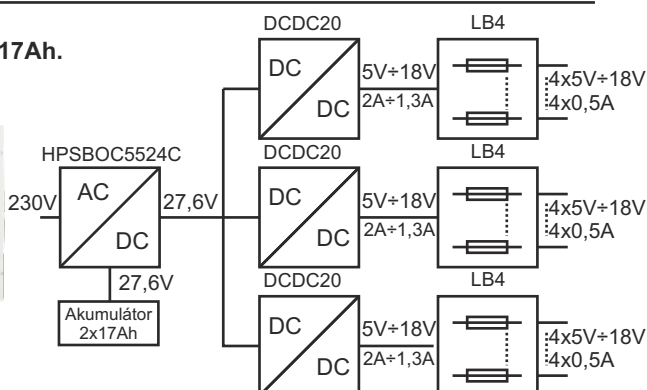 17Ah.
DCDC20
LB4
DC
DC
5V÷18V
2A÷1,3A
4x5V÷18V
4x0,5A
HPSBOC5524C
230V
AC
DC
27,6V
27,6V
Akumulátor
2x17Ah
DCDC20
LB4
DC
DC
5V÷18V
2A÷1,3A
4x5V÷18V
4x0,5A
DCDC20
LB4
DC
DC
5V÷18V
2A÷1,3A
4x5V÷18V
4x0,5A